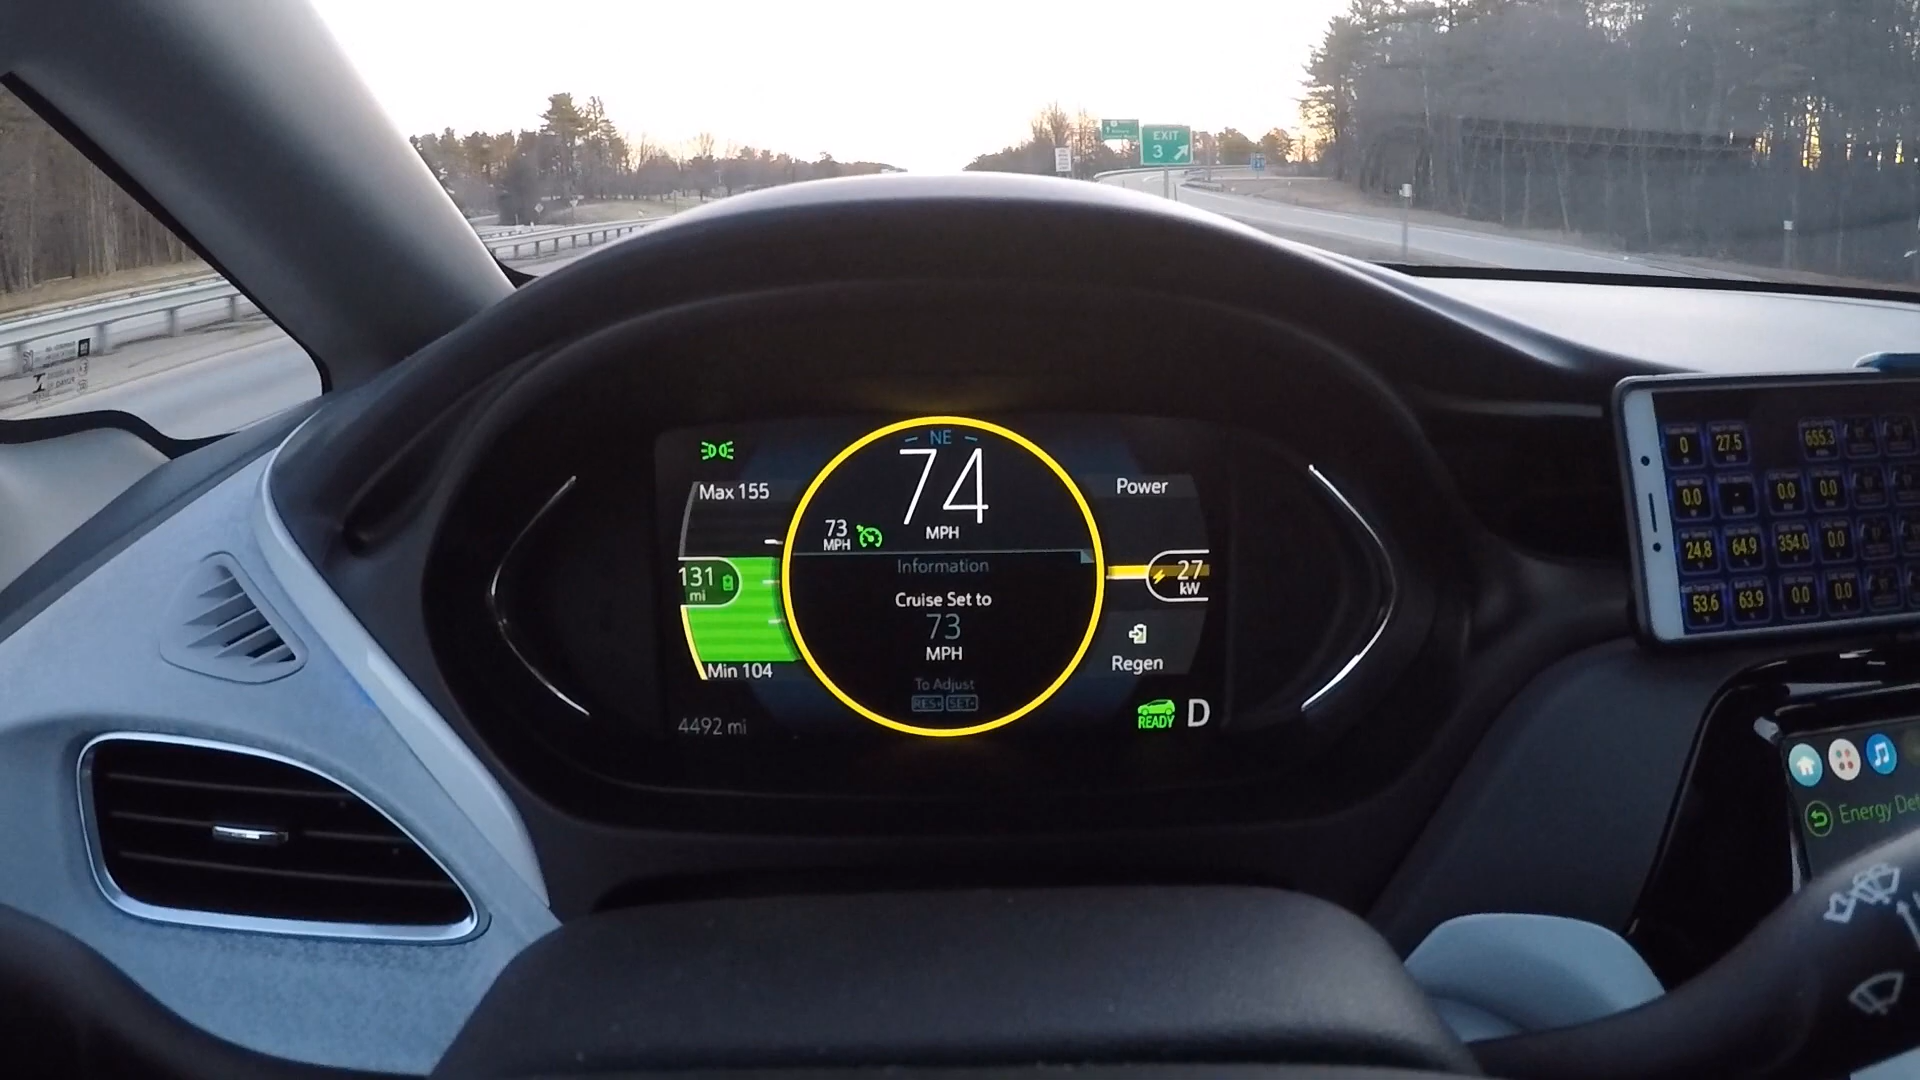 EXIT
3
NE
74
MPH
73
MPH
Max 155
131
mi
Min 104
4492 mi
Information
Cruise Set to
73
MPH
To Adjust
RES+ SET-
Power
27
kW
Regen
READY D
0 27.5 655.3
0.0 - 0.0 0.0
24.8 64.9 354.0 0.0
53.6 63.9 0.0 0.0
Energy Det